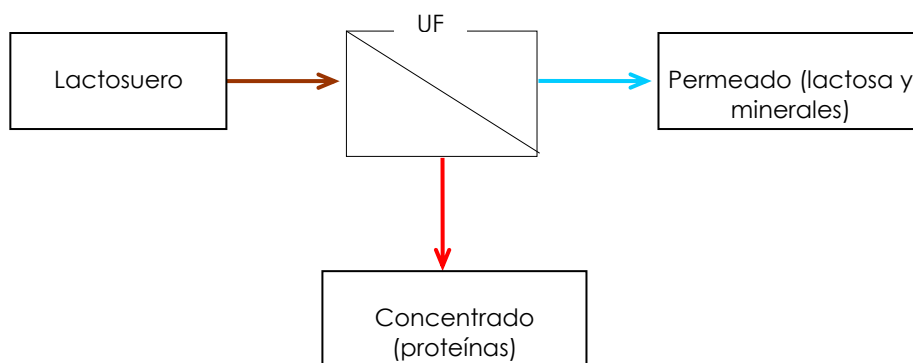 UF
Lactosuero
Permeado (lactosa y
minerales)
Concentrado
(proteínas)